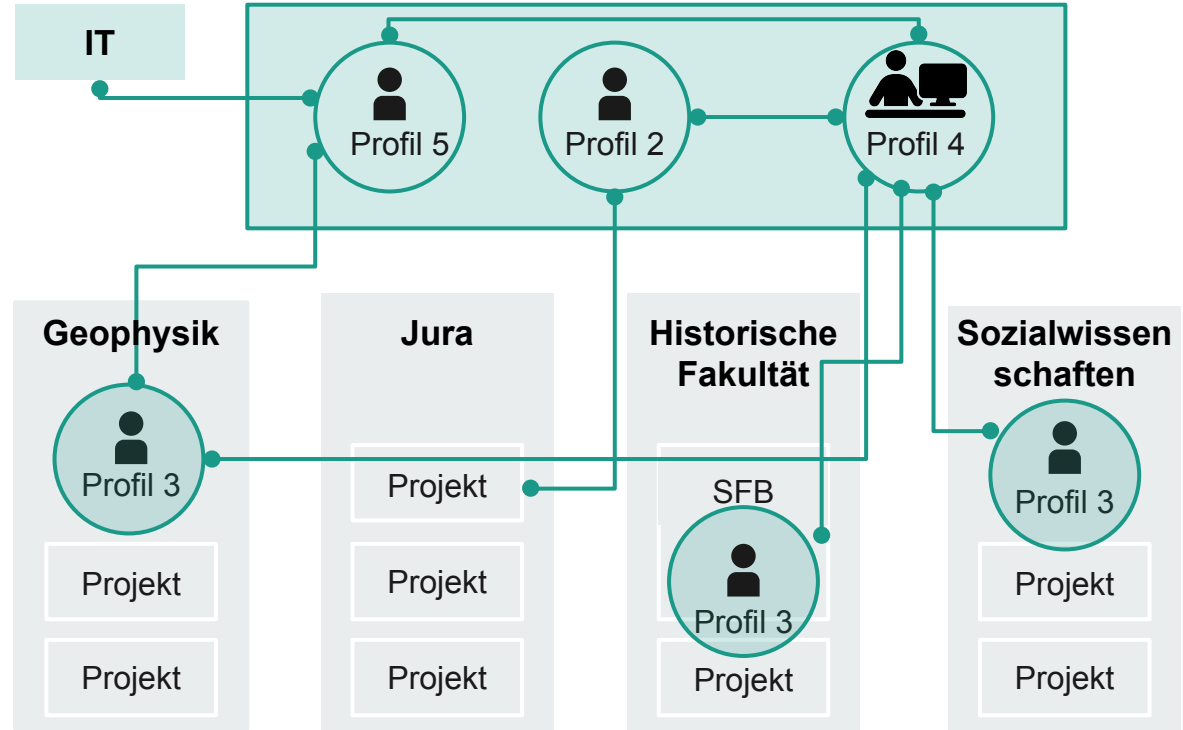 IT
Profil 5
Profil 2
Profil 4
Geophysik
Profil 3
Projekt
Projekt
Jura
Projekt
Projekt
Projekt
Historische
Fakultät
SFB
Profil 3
Projekt
Sozialwissen
schaften
Profil 3
Projekt
Projekt